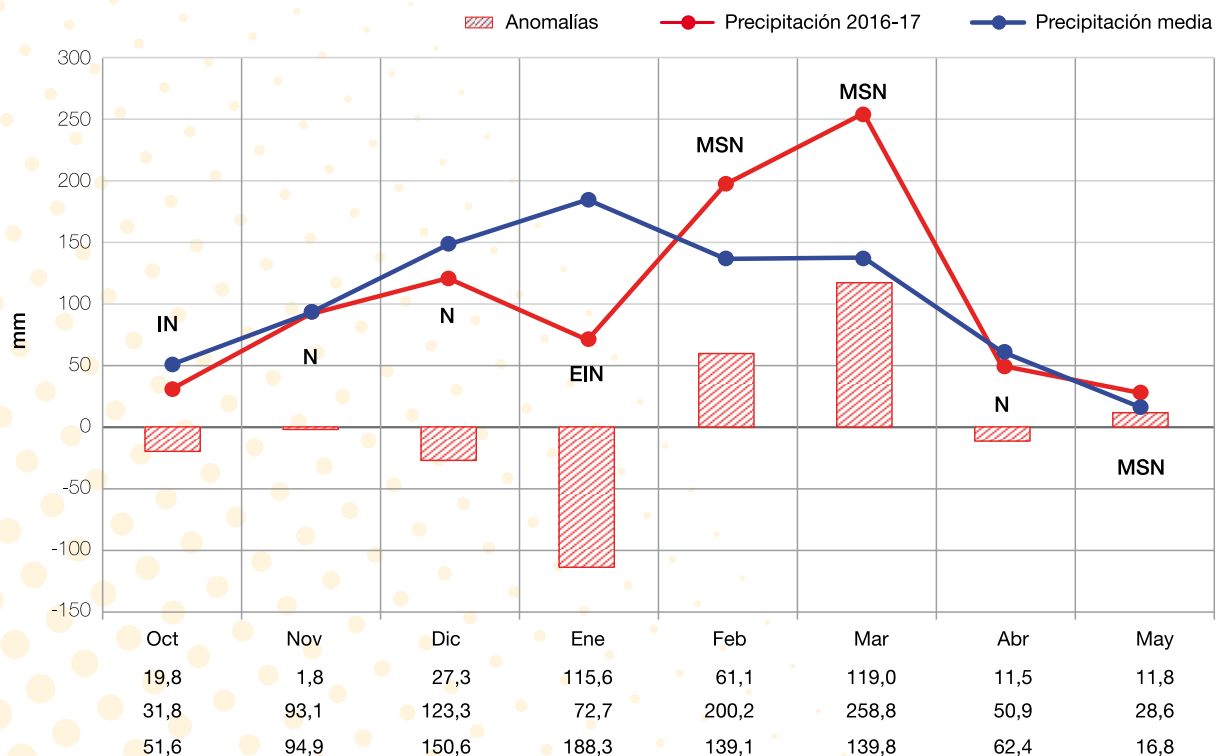 Anomalías Precipitación 2016-17 Precipitación media
300
250
200
150
100
50
0
-50
-100
-150
mm
IN
N
N
EIN
MSN
MSN
N
MSN
Oct Nov Dic Ene Feb Mar Abr May
19,8 1,8 27,3 115,6 61,1 119,0 11,5 11,8
31,8 93,1 123,3 72,7 200,2 258,8 50,9 28,6
51,6 94,9 150,6 188,3 139,1 139,8 62,4 16,8